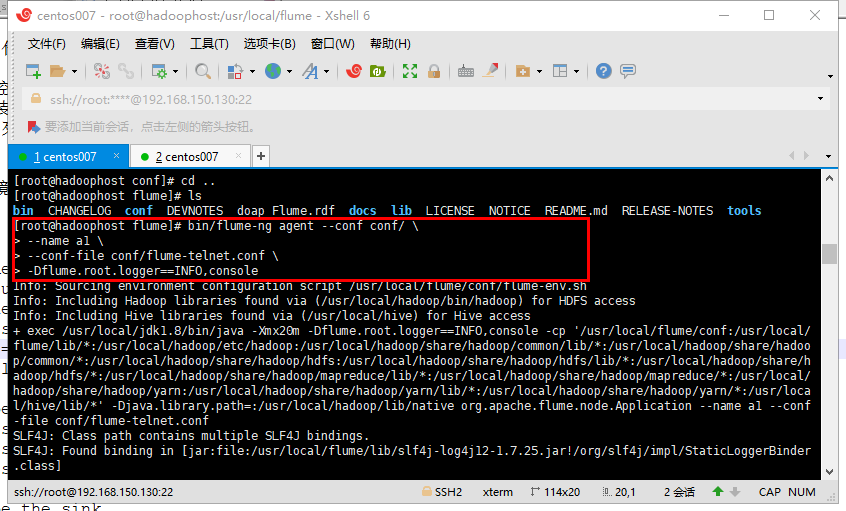 centos007 - root@hadoophost:/usr/local/flume - Xshell 6
文件(F) 编辑(E) 查看(V) 工具(T) 选项卡(B) 窗口(W) 帮助(H)
ssh://root:****@192.168.150.130:22
要添加当前会话，点击左侧的箭头按钮。
1 centos007 × 2 centos007 × +
[root@hadoophost conf]# cd ..
[root@hadoophost flume]# ls
bin CHANGELOG conf DEVNOTES doap_Flume.rdf docs lib LICENSE NOTICE README.md RELEASE-NOTES tools
[root@hadoophost flume]# bin/flume-ng agent --conf conf/ \
> --name a1 \
> --conf-file conf/flume-telnet.conf \
> -Dflume.root.logger==INFO,console
Info: Sourcing environment configuration script /usr/local/flume/conf/flume-env.sh
Info: Including Hadoop libraries found via (/usr/local/hadoop/bin/hadoop) for HDFS access
Info: Including Hive libraries found via (/usr/local/hive) for Hive access
+ exec /usr/local/jdk1.8/bin/java -Xmx20m -Dflume.root.logger==INFO,console -cp '/usr/local/flume/conf:/usr/local/
flume/lib/*:/usr/local/hadoop/etc/hadoop:/usr/local/hadoop/share/hadoop/common/lib/*:/usr/local/hadoop/share/hadoo
p/common/*:/usr/local/hadoop/share/hadoop/hdfs:/usr/local/hadoop/share/hadoop/hdfs/lib/*:/usr/local/hadoop/share/h
adoop/hdfs/*:/usr/local/hadoop/share/hadoop/mapreduce/lib/*:/usr/local/hadoop/share/hadoop/mapreduce/*:/usr/local/
hadoop/share/hadoop/yarn:/usr/local/hadoop/share/hadoop/yarn/lib/*:/usr/local/hadoop/share/hadoop/yarn/*:/usr/loca
l/hive/lib/*' -Djava.library.path=:/usr/local/hadoop/lib/native org.apache.flume.node.Application --name a1 --conf
-file conf/flume-telnet.conf
SLF4J: Class path contains multiple SLF4J bindings.
SLF4J: Found binding in [jar:file:/usr/local/flume/lib/slf4j-log4j12-1.7.25.jar!/org/slf4j/impl/StaticLoggerBinder
.class]
ssh://root@192.168.150.130:22 SSH2 xterm 114x20 20,1 2 会话 CAP NUM
the sink